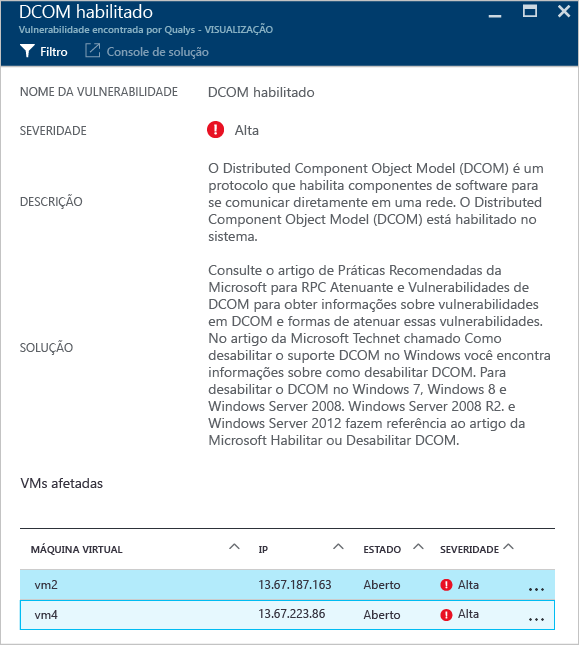 DCOM habilitado
Vulnerabilidade encontrada por Qualys - VISUALIZAÇÃO
Filtro Console de solução
NOME DA VULNERABILIDADE DCOM habilitado
SEVERIDADE Alta
DESCRIÇÃO
O Distributed Component Object Model (DCOM) é um
protocolo que habilita componentes de software para
se comunicar diretamente em uma rede. O Distributed
Component Object Model (DCOM) está habilitado no
sistema.
SOLUÇÃO
Consulte o artigo de Práticas Recomendadas da
Microsoft para RPC Atenuante e Vulnerabilidades de
DCOM para obter informações sobre vulnerabilidades
em DCOM e formas de atenuar essas vulnerabilidades.
No artigo da Microsoft Technet chamado Como
desabilitar o suporte DCOM no Windows você encontra
informações sobre como desabilitar DCOM. Para
desabilitar o DCOM no Windows 7, Windows 8 e
Windows Server 2008. Windows Server 2008 R2. e
Windows Server 2012 fazem referência ao artigo da
Microsoft Habilitar ou Desabilitar DCOM.
VMs afetadas
MÁQUINA VIRTUAL IP ESTADO SEVERIDADE
vm2 13.67.187.163 Aberto Alta ...
vm4 13.67.223.86 Aberto Alta ...